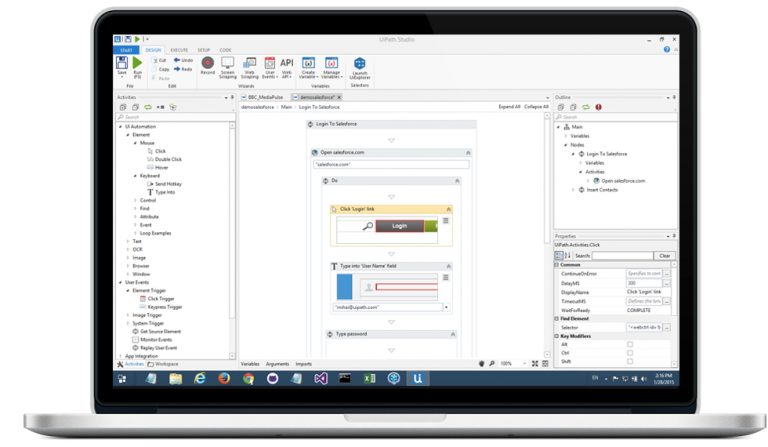 UiPath Studio
START DESIGN EXECUTE SETUP CODE
Save
Run (F5)
Cut
Copy
Paste
Undo
Redo
Record
Screen Scraping
Web Scraping
User Events
Web API
Create Variable
Manage Variables
Launch UiExplorer
File Edit Wizards Variables Selectors
Activities
Search
UI Automation
Element
Mouse
Click
Double Click
Hover
Keyboard
Send Hotkey
Type Into
Control
Find
Attribute
Event
Loop Examples
Text
OCR
Image
Browser
Window
User Events
Element Trigger
Click Trigger
Keypress Trigger
Image Trigger
System Trigger
Get Source Element
Monitor Events
Replay User Event
App Integration
Activities Workspace
BBC_MediaPulse demosalesforce*
demosalesforce Main Login To Salesforce Expand All Collapse All
Login To Salesforce
Open salesforce.com
"salesforce.com"
Do
Click 'Login' link
Login
Type into 'User Name' field
"mihai@uipath.com"
Type password
Variables Arguments Imports 100%
Outline
Search
Main
Variables
Nodes
Login To Salesforce
Variables
Activities
Open salesforce.com
Insert Contacts
Properties
UiPath.Activities.Click
Search: Clear
Common
ContinueOnError Specifies to cont
DelayMS 300
DisplayName Click 'Login' link
TimeoutMS Defines the time
WaitForReady COMPLETE
Find Element
Selector
Key Modifiers
Alt
Ctrl
Shift
EN
2:16 PM
1/28/2015